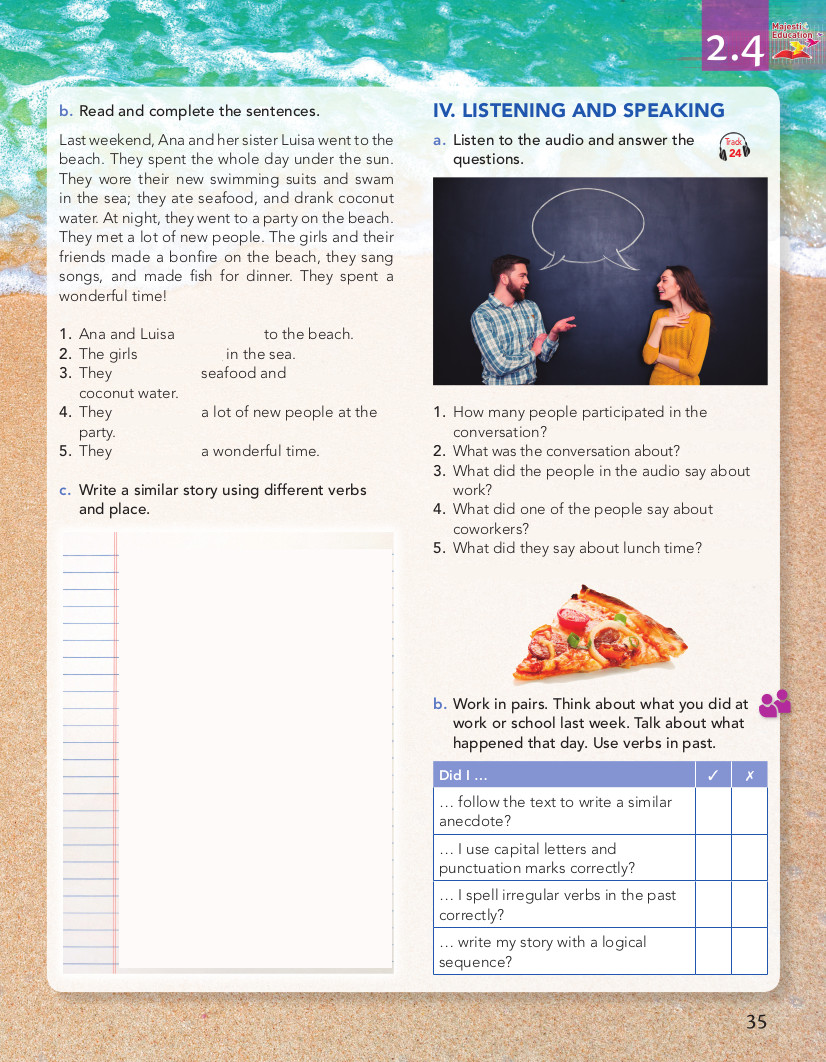 2.4
Majesti
Education
b. Read and complete the sentences.
Last weekend, Ana and her sister Luisa went to the
beach. They spent the whole day under the sun.
They wore their new swimming suits and swam
in the sea; they ate seafood, and drank coconut
water. At night, they went to a party on the beach.
They met a lot of new people. The girls and their
friends made a bonfire on the beach, they sang
songs, and made fish for dinner. They spent a
wonderful time!
1. Ana and Luisa to the beach.
2. The girls in the sea.
3. They seafood and
coconut water.
4. They a lot of new people at the
party.
5. They a wonderful time.
c. Write a similar story using different verbs
and place.
IV. LISTENING AND SPEAKING
a. Listen to the audio and answer the
questions.
Track
24
1. How many people participated in the
conversation?
2. What was the conversation about?
3. What did the people in the audio say about
work?
4. What did one of the people say about
coworkers?
5. What did they say about lunch time?
b. Work in pairs. Think about what you did at
work or school last week. Talk about what
happened that day. Use verbs in past.
Did I ... ✓ ✗
... follow the text to write a similar
anecdote?
... I use capital letters and
punctuation marks correctly?
... I spell irregular verbs in the past
correctly?
... write my story with a logical
sequence?
35